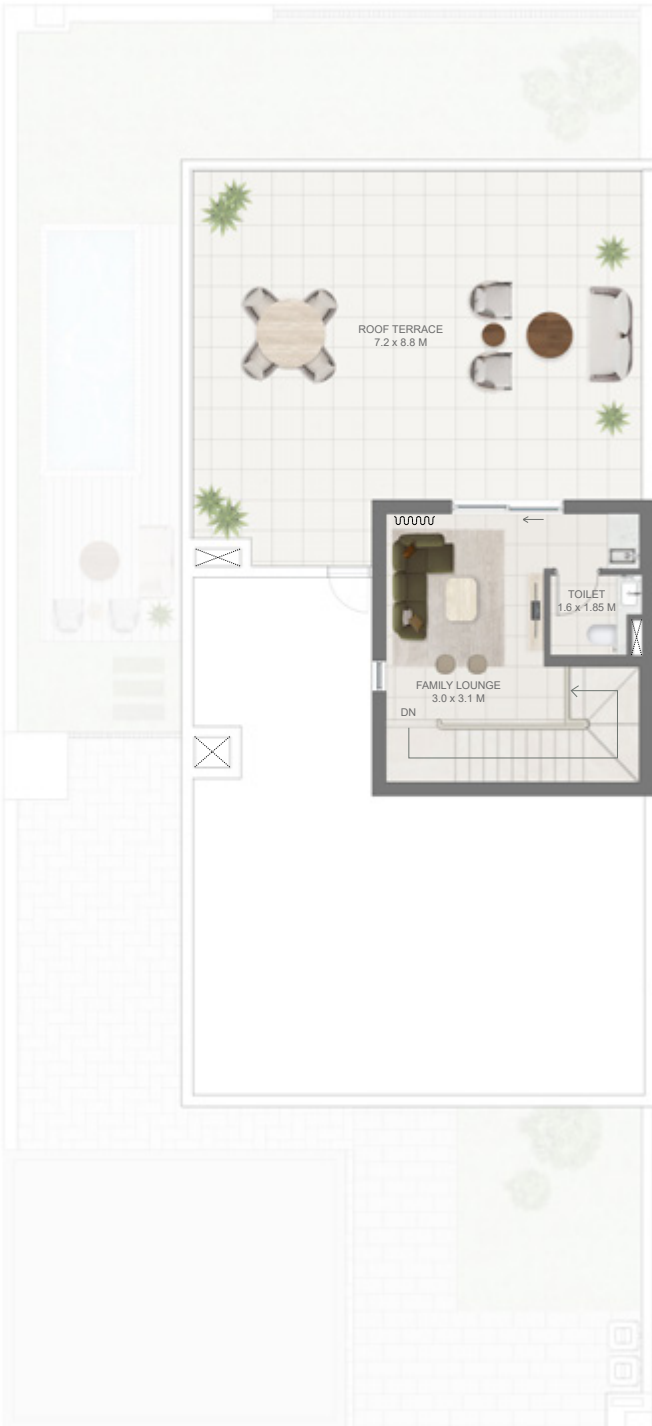 ROOF TERRACE
7.2 x 8.8 M
TOILET
1.6 x 1.85 M
FAMILY LOUNGE
3.0 x 3.1 M
DN